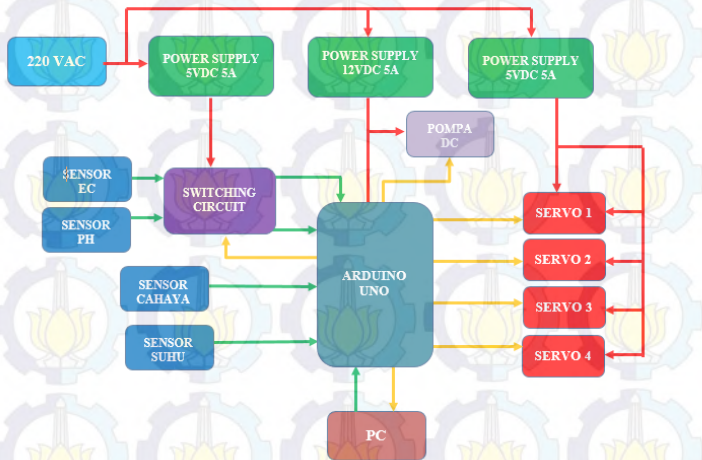 220 VAC
POWER SUPPLY
5VDC 5A
POWER SUPPLY
12VDC 5A
POWER SUPPLY
5VDC 5A
POMPA
DC
SENSOR
EC
SENSOR
PH
SWITCHING
CIRCUIT
SENSOR
CAHAYA
SENSOR
SUHU
ARDUINO
UNO
SERVO 1
SERVO 2
SERVO 3
SERVO 4
PC